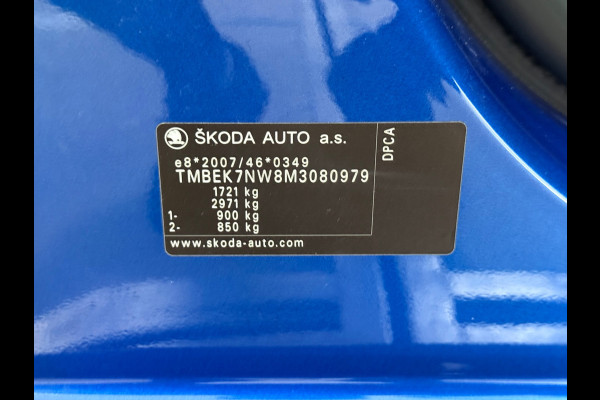 ŠKODA AUTO a.s.
DPCA
e8*2007/46*0349
TMBEK7NW8M3080979
1721 kg
2971 kg
1- 900 kg
2- 850 kg
www.skoda-auto.com